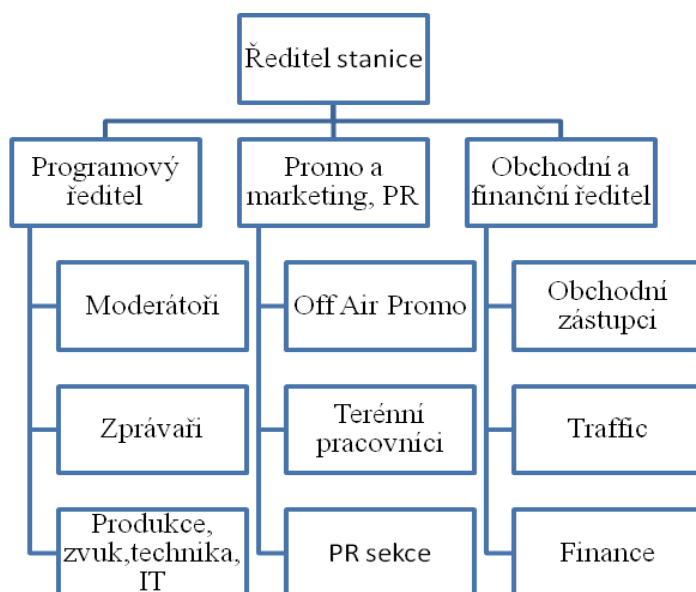 Ředitel stanice
Programový
ředitel
Promo a
marketing, PR
Obchodní a
finanční ředitel
Moderátoři
Off Air Promo
Obchodní
zástupci
Zprávaři
Terénní
pracovníci
Traffic
Produkce,
zvuk,technika,
IT
PR sekce
Finance